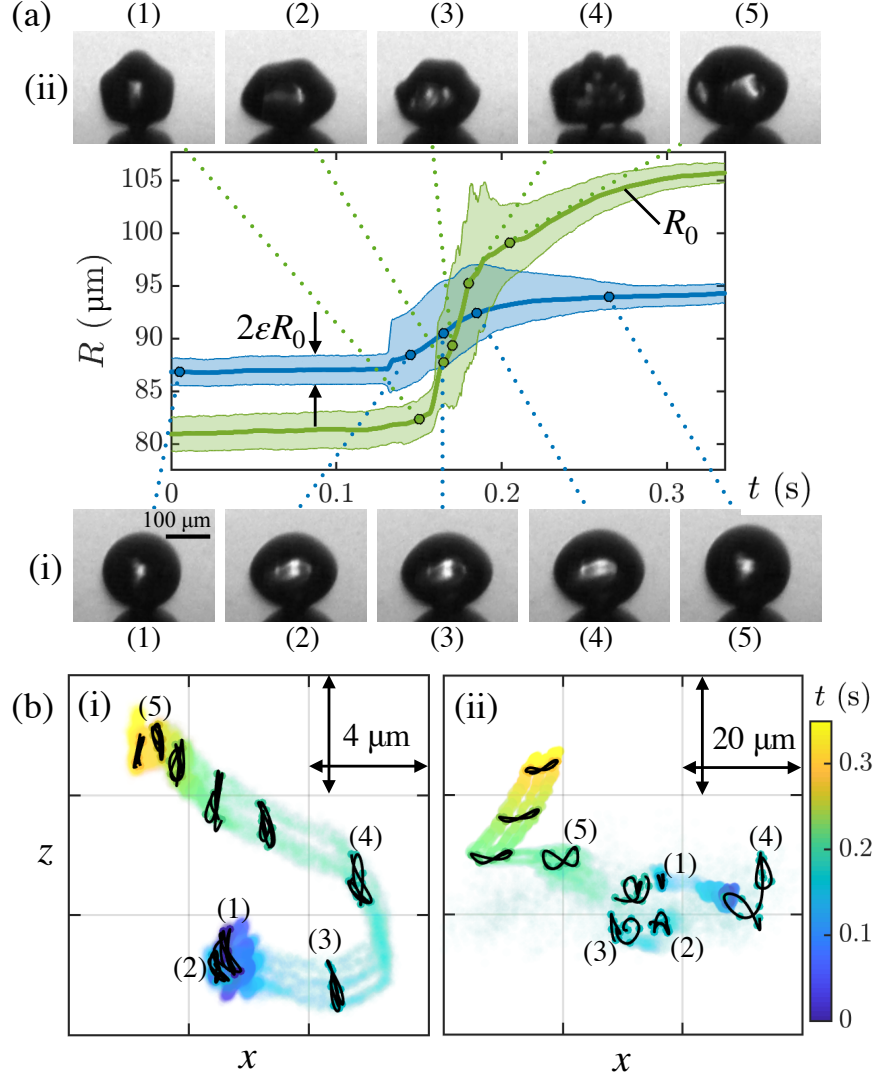 (a)
(1) (2) (3) (4) (5)
(ii)
105
100
95
90
85
80
R (μm)
R₀
2εR₀
0 0.1 0.2 0.3 t (s)
100 μm
(i)
(1) (2) (3) (4) (5)
(b) (i)
(5)
4 μm
(4)
(1)
(3)
(2)
z
x
(ii)
20 μm
(5)
(1)
(4)
(3)
(2)
x
t (s)
0.3
0.2
0.1
0